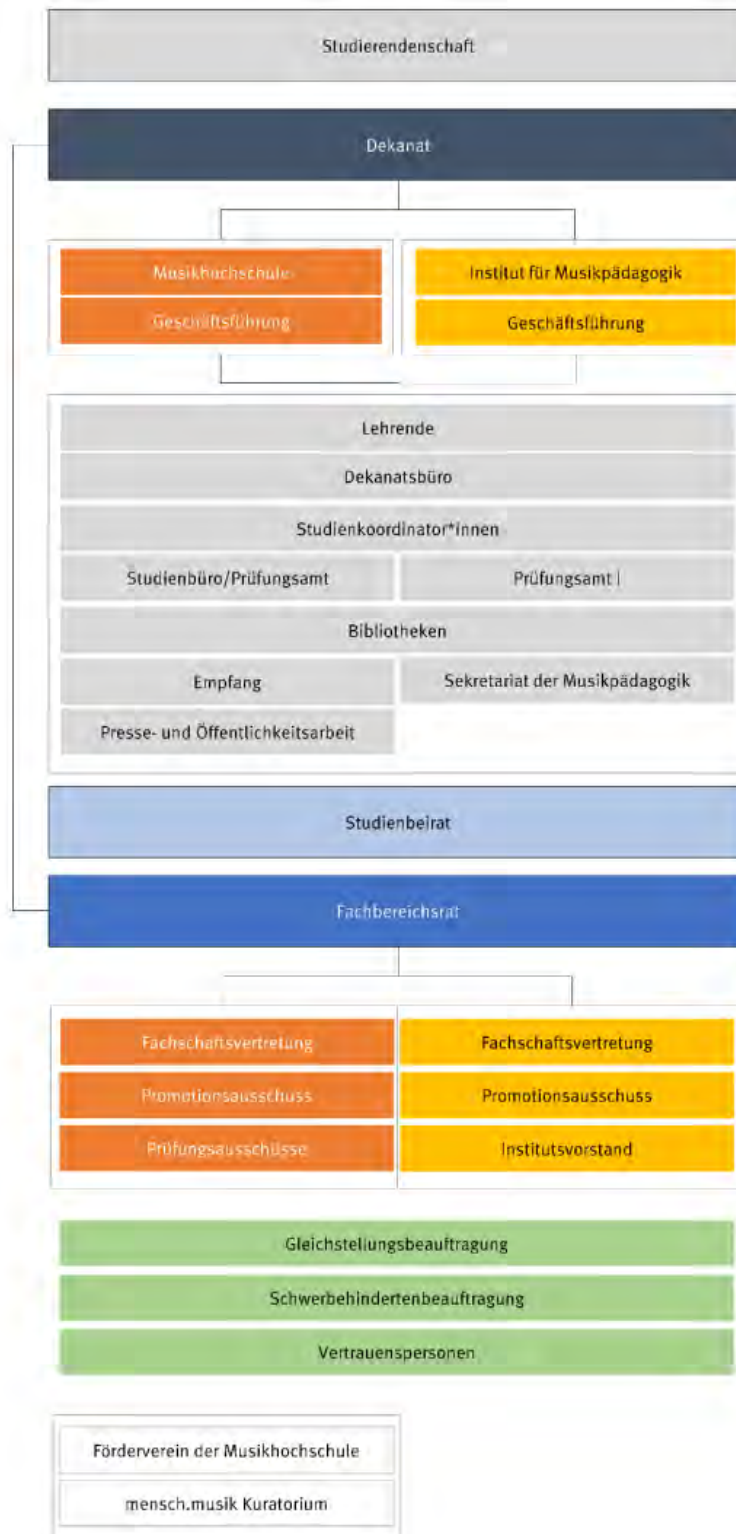 Studierendenschaft
Dekanat
Musikhochschule
Geschäftsführung
Institut für Musikpädagogik
Geschäftsführung
Lehrende
Dekanatsbüro
Studienkoordinator*innen
Studienbüro/Prüfungsamt
Prüfungsamt I
Bibliotheken
Empfang
Sekretariat der Musikpädagogik
Presse- und Öffentlichkeitsarbeit
Studienbeirat
Fachbereichsrat
Fachschaftsvertretung
Promotionsausschuss
Prüfungsausschüsse
Fachschaftsvertretung
Promotionsausschuss
Institutsvorstand
Gleichstellungsbeauftragung
Schwerbehindertenbeauftragung
Vertrauenspersonen
Förderverein der Musikhochschule
mensch.musik Kuratorium